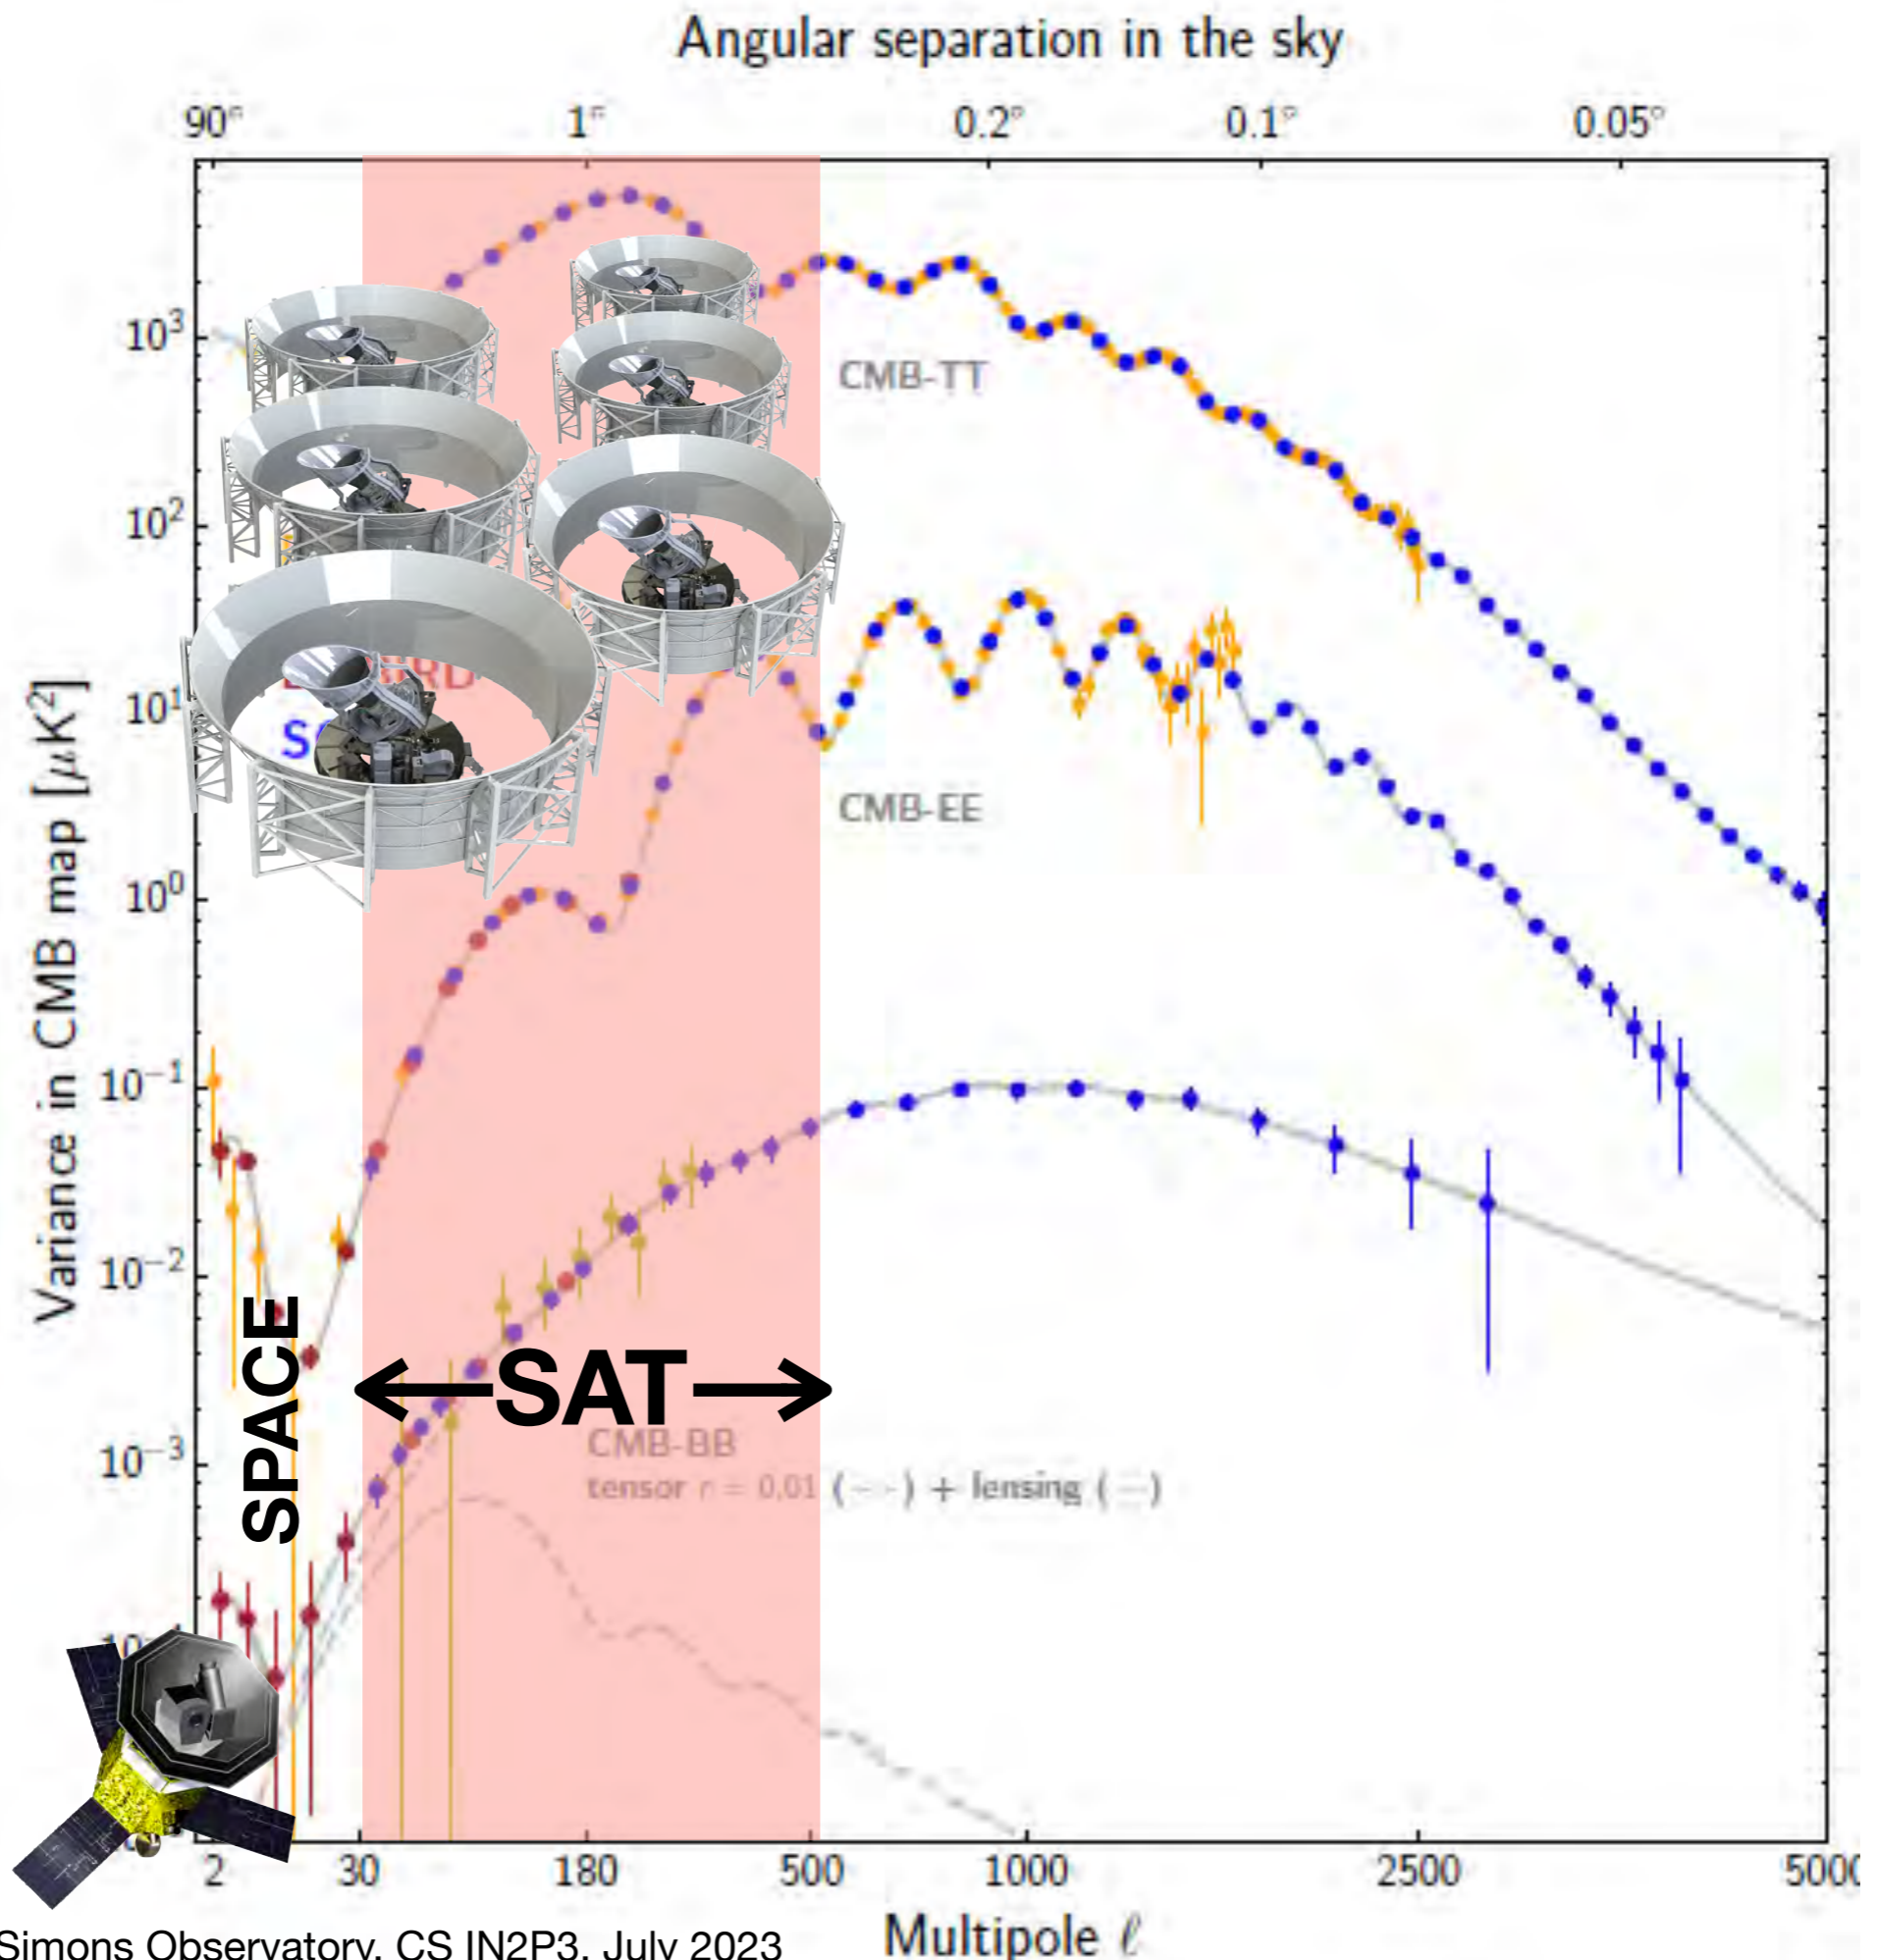 Angular separation in the sky
90° 1° 0.2° 0.1° 0.05°
Variance in CMB map [μK²]
10³
10²
10¹
10⁰
10⁻¹
10⁻²
10⁻³
CMB-TT
CMB-EE
SPACE
SAT
CMB-BB
tensor r = 0.01 (- -) + lensing (—)
2 30 180 500 1000 2500
Multipole ℓ
Simons Observatory, CS IN2P3, July 2023